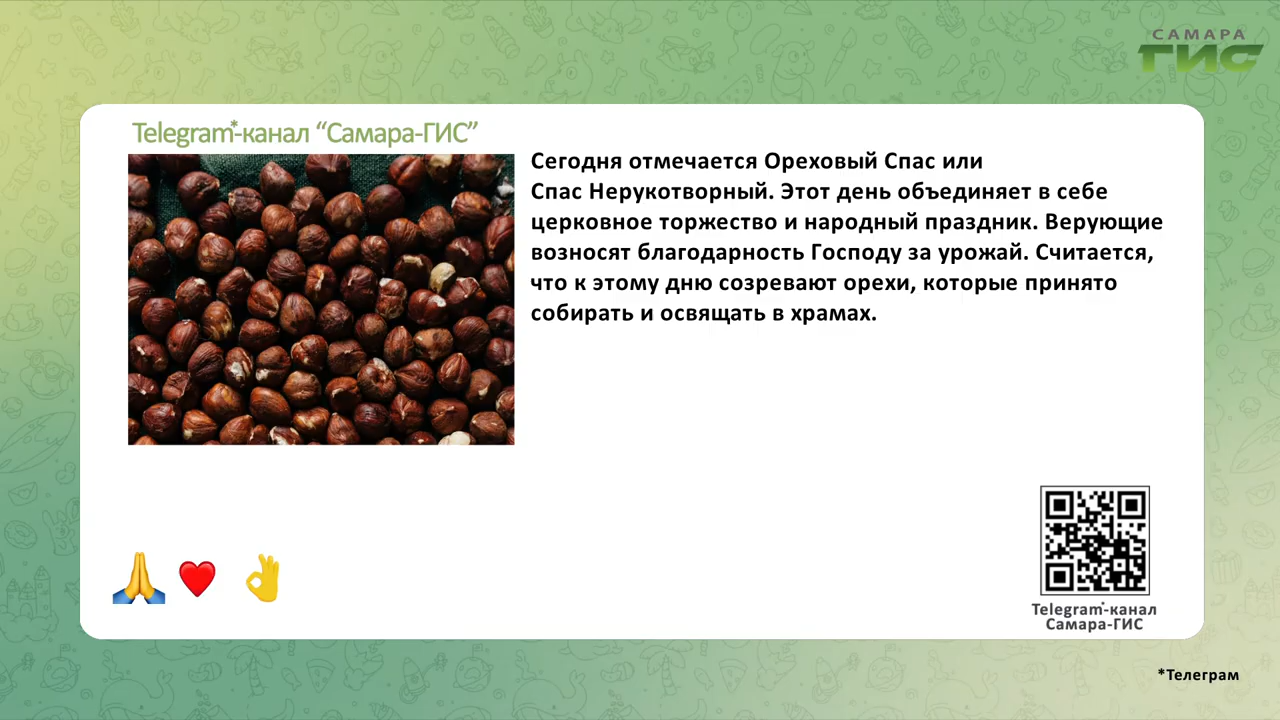 САМАРА
ГИС
Telegram*-канал “Самара-ГИС”
Сегодня отмечается Ореховый Спас или
Спас Нерукотворный. Этот день объединяет в себе
церковное торжество и народный праздник. Верующие
возносят благодарность Господу за урожай. Считается,
что к этому дню созревают орехи, которые принято
собирать и освящать в храмах.
Telegram*-канал
Самара-ГИС
*Телеграм